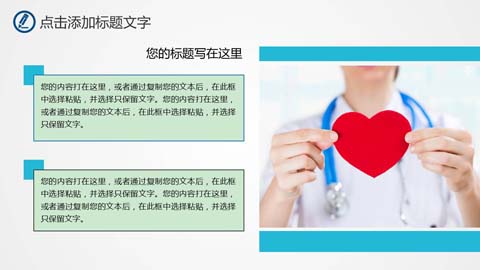 点击添加标题文字
您的标题写在这里
您的内容打在这里，或者通过复制您的文本后，在此框
中选择粘贴，并选择只保留文字。您的内容打在这里，
或者通过复制您的文本后，在此框中选择粘贴，并选择
只保留文字。
您的内容打在这里，或者通过复制您的文本后，在此框
中选择粘贴，并选择只保留文字。您的内容打在这里，
或者通过复制您的文本后，在此框中选择粘贴，并选择
只保留文字。